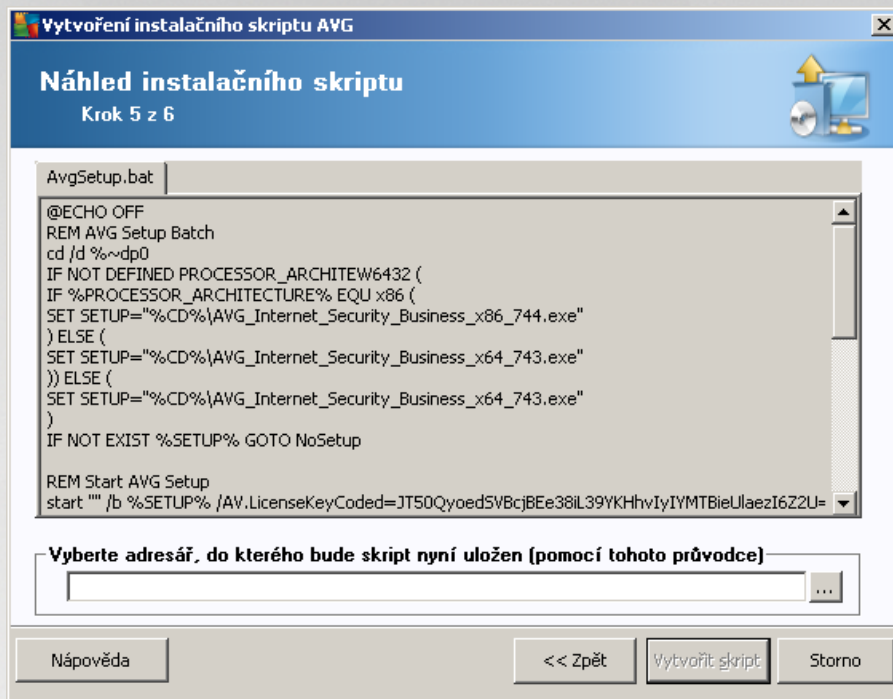 Vytvoření instalačního skriptu AVG
Náhled instalačního skriptu
Krok 5 z 6
AvgSetup.bat
@ECHO OFF
REM AVG Setup Batch
cd /d %~dp0
IF NOT DEFINED PROCESSOR_ARCHITEW6432 (
IF %PROCESSOR_ARCHITECTURE% EQU x86 (
SET SETUP="%CD%\AVG_Internet_Security_Business_x86_744.exe"
) ELSE (
SET SETUP="%CD%\AVG_Internet_Security_Business_x64_743.exe"
)) ELSE (
SET SETUP="%CD%\AVG_Internet_Security_Business_x64_743.exe"
)
IF NOT EXIST %SETUP% GOTO NoSetup
REM Start AVG Setup
start "" /b %SETUP% /AV.LicenseKeyCoded=JT50QyoedSVBcjBEe38iL39YKHhvIyIYMTBieUlaezI6Z2U=
Vyberte adresář, do kterého bude skript nyní uložen (pomocí tohoto průvodce)
...
Nápověda
<< Zpět
Vytvořit skript
Storno